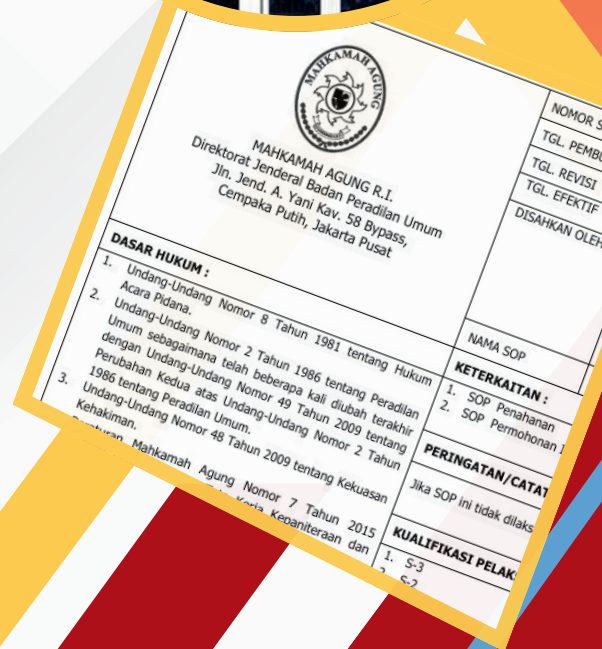 MAHKAMAH AGUNG
MAHKAMAH AGUNG R.I.
Direktorat Jenderal Badan Peradilan Umum
Jln. Jend. A. Yani Kav. 58 Bypass,
Cempaka Putih, Jakarta Pusat
NOMOR S
TGL. PEMBU
TGL. REVISI
TGL. EFEKTIF
DISAHKAN OLEH
NAMA SOP
DASAR HUKUM :
1. Undang-Undang Nomor 8 Tahun 1981 tentang Hukum
Acara Pidana.
2. Undang-Undang Nomor 2 Tahun 1986 tentang Peradilan
Umum sebagaimana telah beberapa kali diubah terakhir
dengan Undang-Undang Nomor 49 Tahun 2009 tentang
Perubahan Kedua atas Undang-Undang Nomor 2 Tahun
1986 tentang Peradilan Umum.
3. Undang-Undang Nomor 48 Tahun 2009 tentang Kekuasan
Kehakiman.
Mahkamah Agung Nomor 7 Tahun 2015
Kerja Kepaniteraan dan
KETERKAITAN :
1. SOP Penahanan
2. SOP Permohonan
PERINGATAN/CATAT
Jika SOP ini tidak dilaks
KUALIFIKASI PELAK
1. S-3
2. S-2